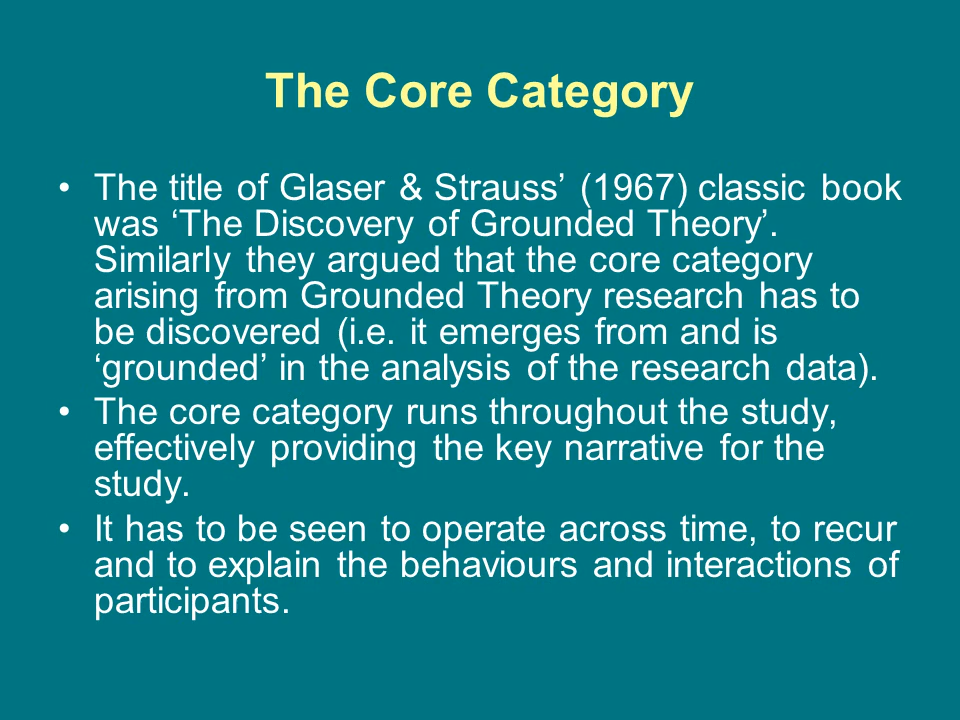 The Core Category
• The title of Glaser & Strauss’ (1967) classic book
was ‘The Discovery of Grounded Theory’.
Similarly they argued that the core category
arising from Grounded Theory research has to
be discovered (i.e. it emerges from and is
‘grounded’ in the analysis of the research data).
• The core category runs throughout the study,
effectively providing the key narrative for the
study.
• It has to be seen to operate across time, to recur
and to explain the behaviours and interactions of
participants.